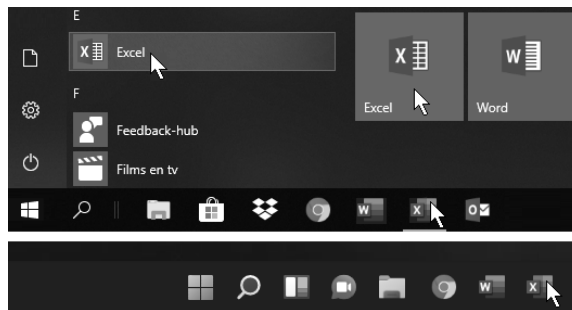 E
X Excel
X
W
Excel
Word
F
Feedback-hub
Films en tv
W X O
W X